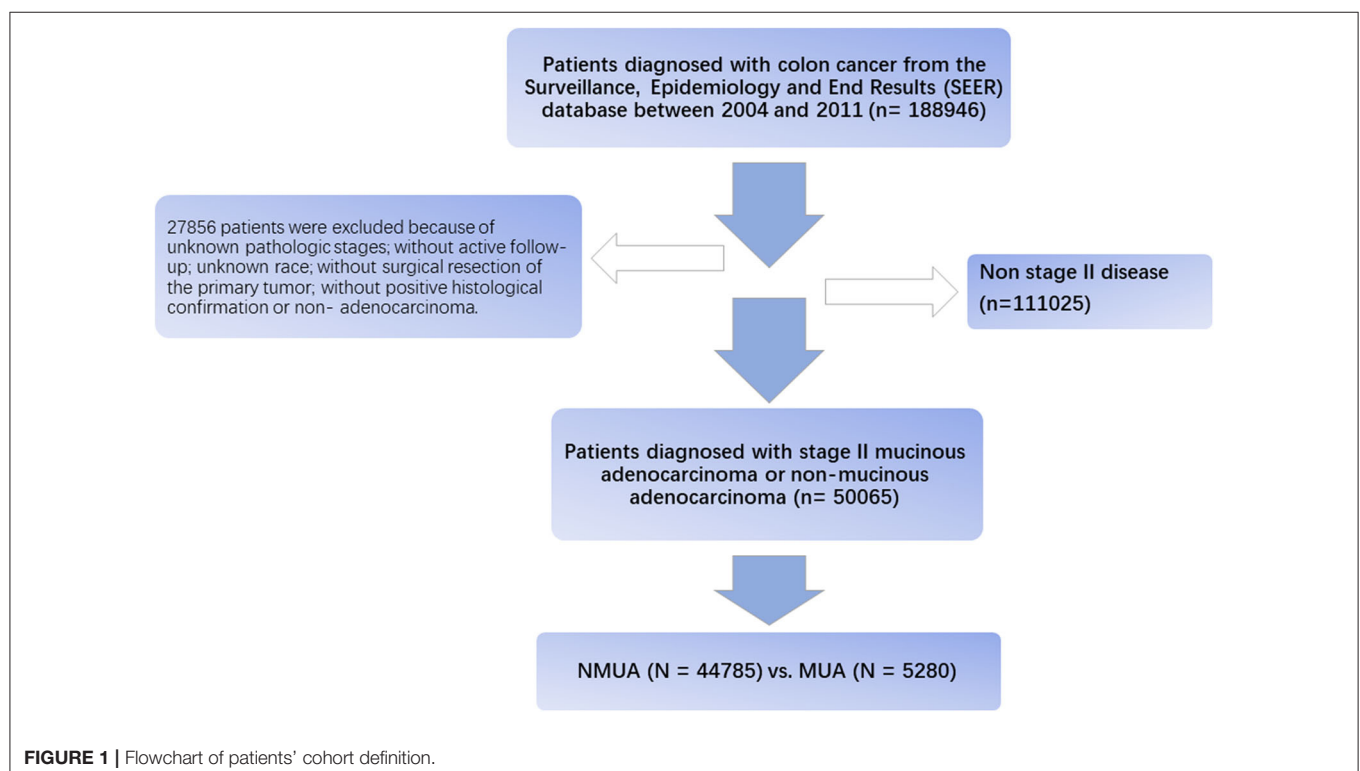 Patients diagnosed with colon cancer from the
Surveillance, Epidemiology and End Results (SEER)
database between 2004 and 2011 (n= 188946)
27856 patients were excluded because of
unknown pathologic stages; without active follow-
up; unknown race; without surgical resection of
the primary tumor; without positive histological
confirmation or non- adenocarcinoma.
Non stage II disease
(n=111025)
Patients diagnosed with stage II mucinous
adenocarcinoma or non-mucinous
adenocarcinoma (n= 50065)
NMUA (N = 44785) vs. MUA (N = 5280)
FIGURE 1 | Flowchart of patients' cohort definition.